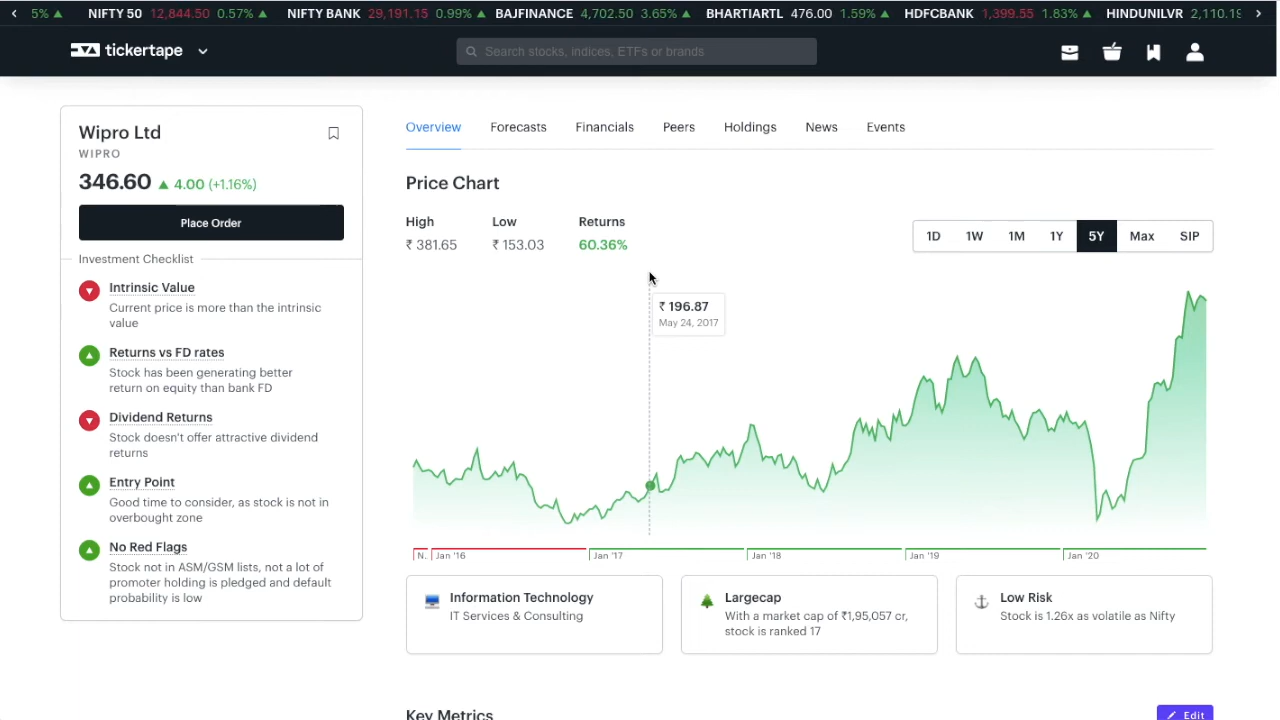 5% ▲ NIFTY 50 12,844.50 0.57% ▲ NIFTY BANK 29,191.15 0.99% ▲ BAJFINANCE 4,702.50 3.65% ▲ BHARTIARTL 476.00 1.59% ▲ HDFCBANK 1,399.55 1.83% ▲ HINDUNILVR
tickertape
Search stocks, indices, ETFs or brands
Wipro Ltd
WIPRO
346.60 ▲ 4.00 (+1.16%)
Place Order
Investment Checklist
Intrinsic Value
Current price is more than the intrinsic
value
Returns vs FD rates
Stock has been generating better
return on equity than bank FD
Dividend Returns
Stock doesn't offer attractive dividend
returns
Entry Point
Good time to consider, as stock is not in
overbought zone
No Red Flags
Stock not in ASM/GSM lists, not a lot of
promoter holding is pledged and default
probability is low
Overview Forecasts Financials Peers Holdings News Events
Price Chart
High Low Returns
₹ 381.65 ₹ 153.03 60.36%
1D 1W 1M 1Y 5Y Max SIP
₹ 196.87
May 24, 2017
N.. Jan '16 Jan '17 Jan '18 Jan '19 Jan '20
Information Technology
IT Services & Consulting
Largecap
With a market cap of ₹1,95,057 cr,
stock is ranked 17
Low Risk
Stock is 1.26x as volatile as Nifty
Key Metrics
Edit